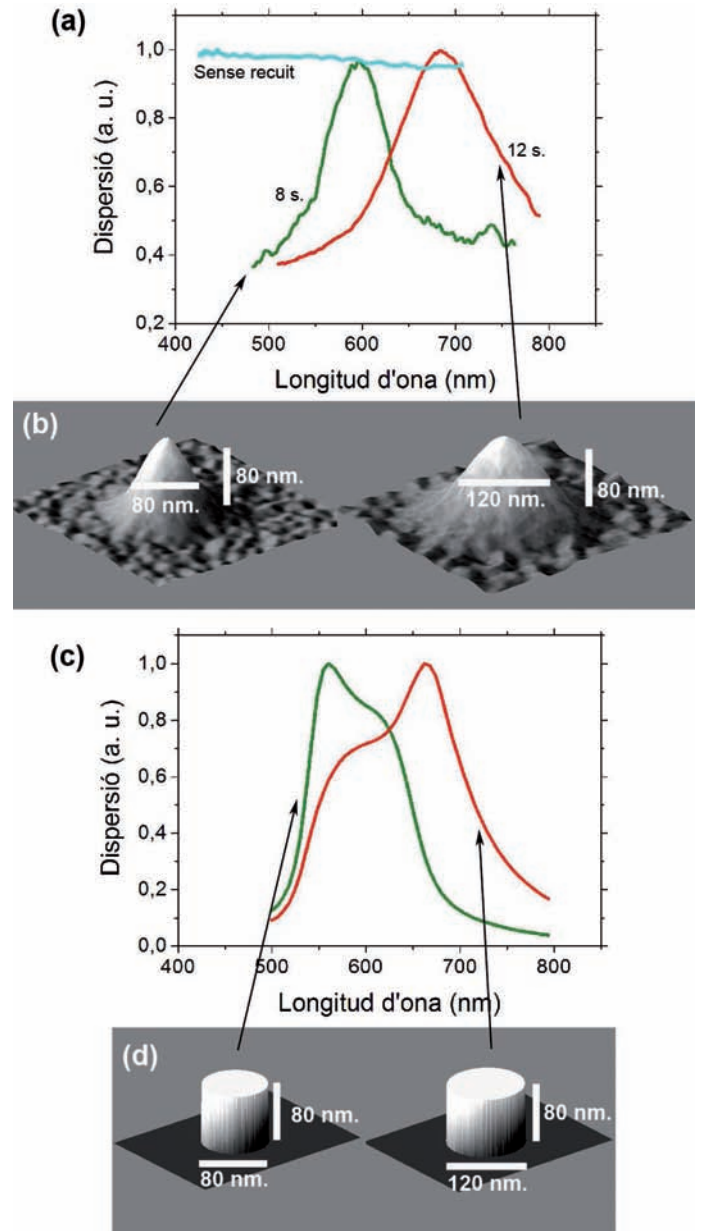 (a)
1,0
Sense recuit
0,8
12 s.
8 s.
0,6
0,4
0,2
Dispersió (a. u.)
400 500 600 700 800
Longitud d'ona (nm)
(b)
80 nm.
80 nm.
120 nm.
80 nm.
(c)
1,0
0,8
0,6
0,4
0,2
0,0
Dispersió (a. u.)
400 500 600 700 800
Longitud d'ona (nm)
(d)
80 nm.
80 nm.
80 nm.
120 nm.